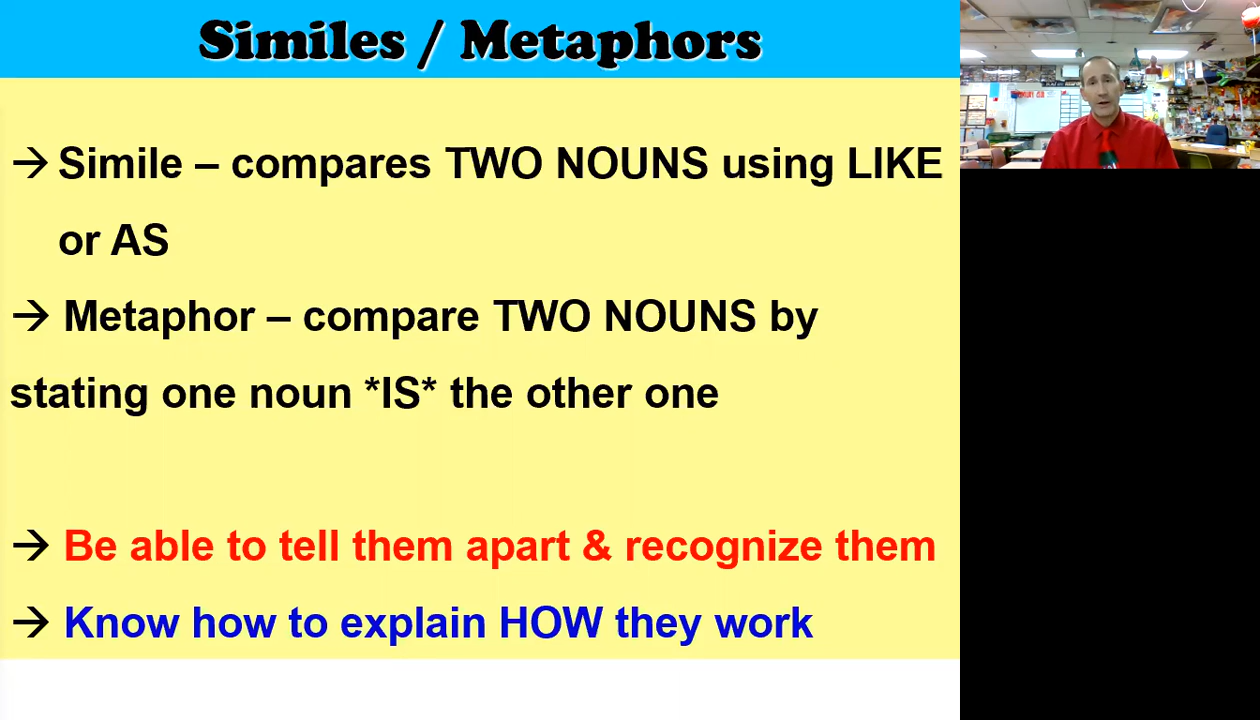 Similes / Metaphors
→ Simile – compares TWO NOUNS using LIKE
or AS
→ Metaphor – compare TWO NOUNS by
stating one noun *IS* the other one
→ Be able to tell them apart & recognize them
→ Know how to explain HOW they work